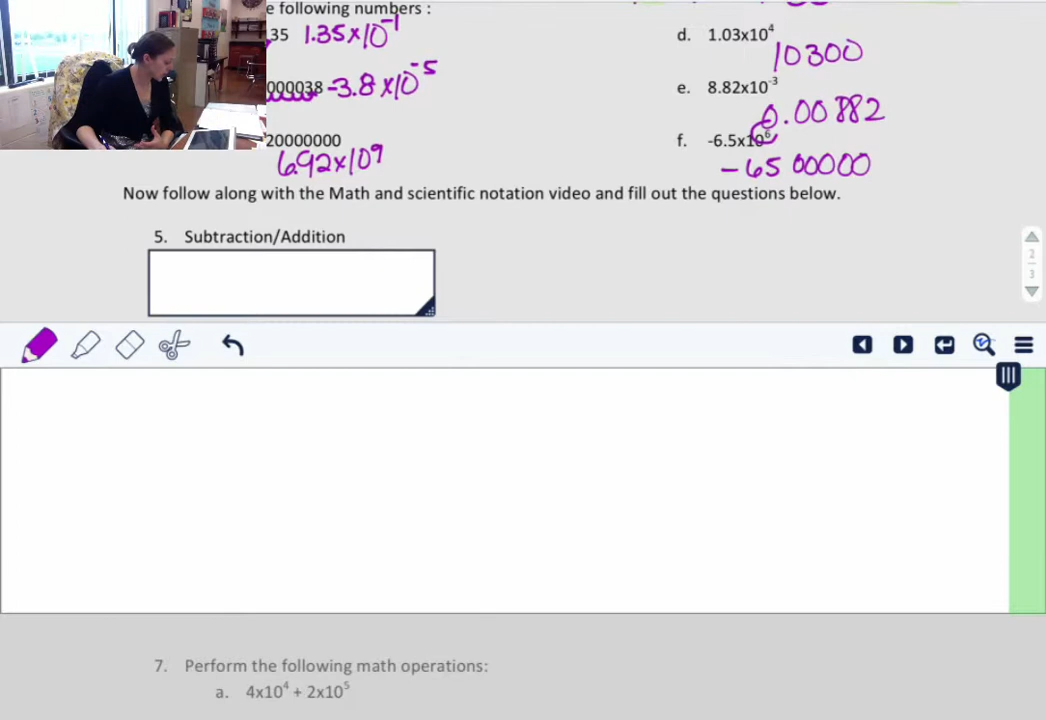 e following numbers :
.35 1.35x10⁻¹
000038 -3.8x10⁻⁵
20000000
6.92x10⁹
d. 1.03x10⁴
10300
e. 8.82x10⁻³
0.00882
f. -6.5x10⁶
-6500000
Now follow along with the Math and scientific notation video and fill out the questions below.
5. Subtraction/Addition
2
3
7. Perform the following math operations:
a. 4x10⁴ + 2x10⁵